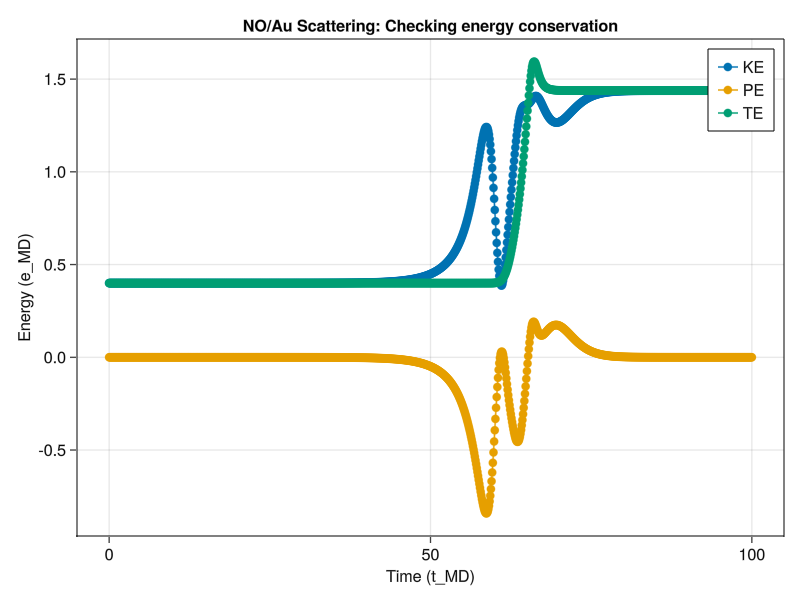 NO/Au Scattering: Checking energy conservation
KE
PE
TE
1.5
1.0
0.5
0.0
-0.5
Energy (e_MD)
0
50
100
Time (t_MD)